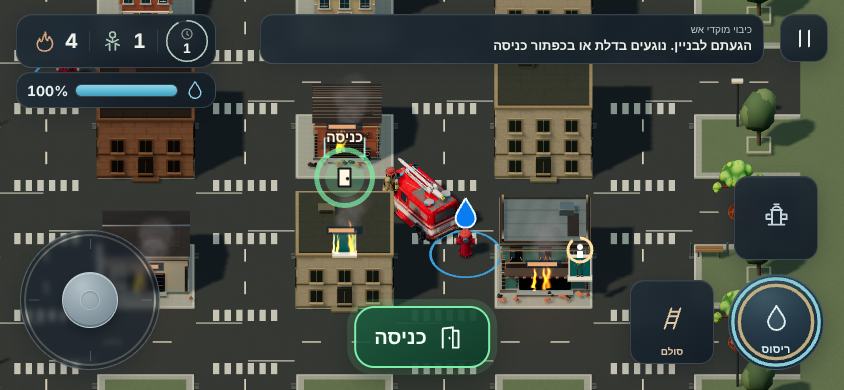 כיבוי מוקדי אש
הגעתם לבניין. נוגעים בדלת או בכפתור כניסה
4
1
1
100%
כניסה
כניסה
סולם
ריסוס